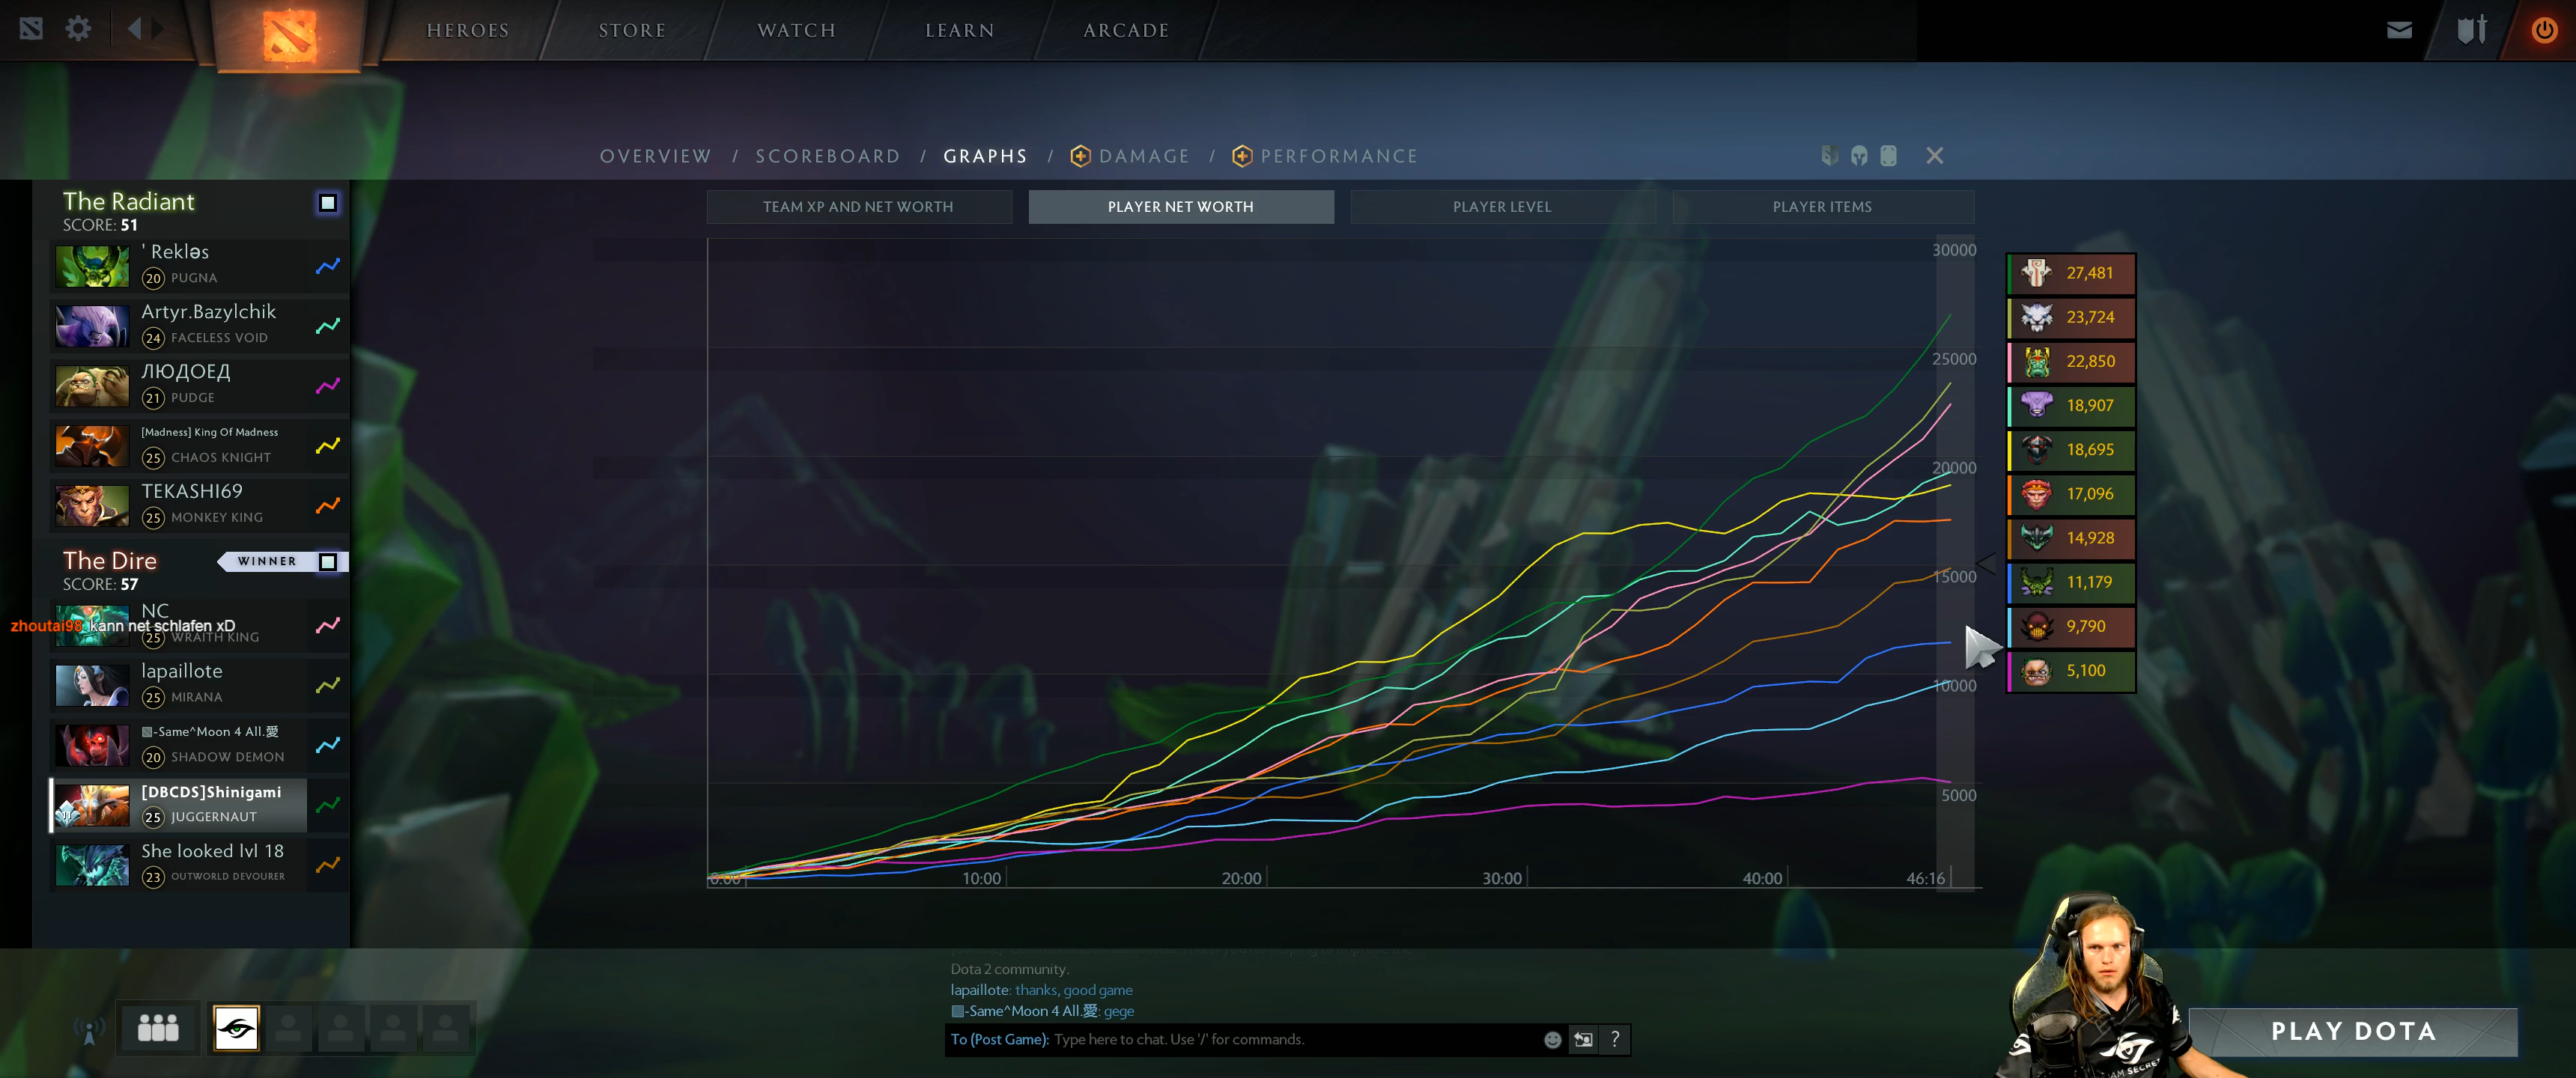 HEROES
STORE
WATCH
LEARN
ARCADE
OVERVIEW / SCOREBOARD / GRAPHS / DAMAGE / PERFORMANCE
TEAM XP AND NET WORTH
PLAYER NET WORTH
PLAYER LEVEL
PLAYER ITEMS
The Radiant
SCORE: 51
' Rekləs
20 PUGNA
Artyr.Bazylchik
24 FACELESS VOID
ЛЮДОЕД
21 PUDGE
[Madness] King Of Madness
25 CHAOS KNIGHT
TEKASHI69
25 MONKEY KING
The Dire
WINNER
SCORE: 57
NC
zhoutai98 kann net schlafen xD
25 WRAITH KING
lapaillote
25 MIRANA
▧-Same^Moon 4 All.愛
20 SHADOW DEMON
[DBCDS]Shinigami
25 JUGGERNAUT
She looked lvl 18
23 OUTWORLD DEVOURER
30000
25000
20000
15000
10000
5000
0:00
10:00
20:00
30:00
40:00
46:16
27,481
23,724
22,850
18,907
18,695
17,096
14,928
11,179
9,790
5,100
Dota 2 community.
lapaillote: thanks, good game
▧-Same^Moon 4 All.愛: gege
To (Post Game): Type here to chat. Use '/' for commands.
?
PLAY DOTA